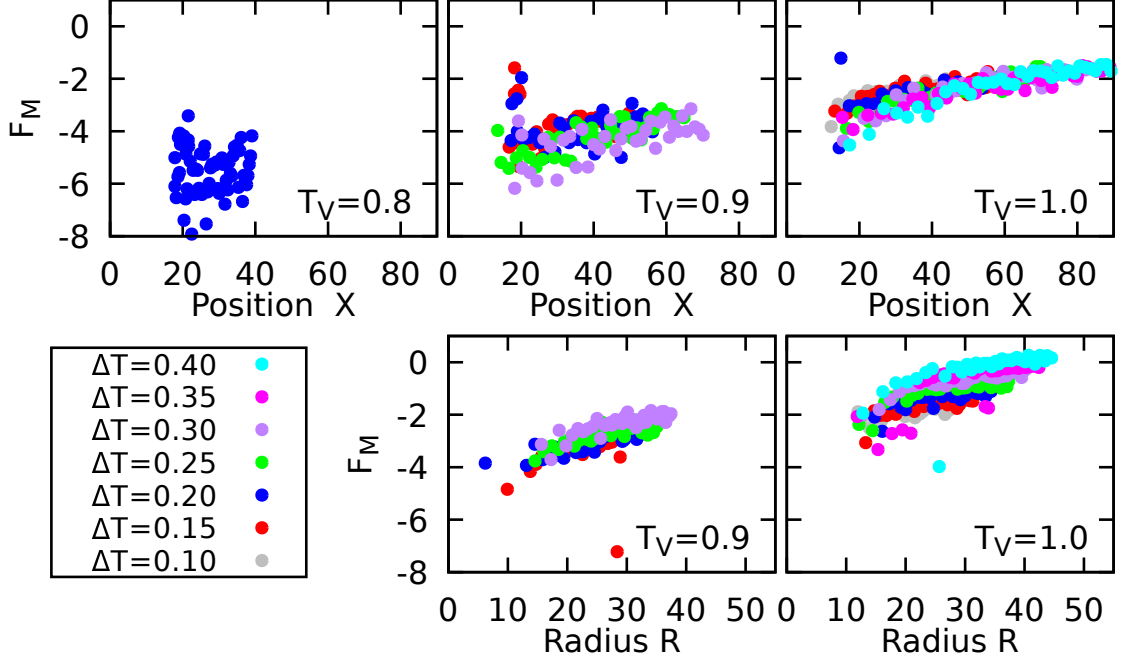 0
-2
-4
-6
-8
F_M
T_V=0.8
T_V=0.9
T_V=1.0
0 20 40 60 80
0 20 40 60 80
0 20 40 60 80
Position X
Position X
Position X
ΔT=0.40
ΔT=0.35
ΔT=0.30
ΔT=0.25
ΔT=0.20
ΔT=0.15
ΔT=0.10
0
-2
-4
-6
-8
F_M
T_V=0.9
T_V=1.0
0 10 20 30 40 50
0 10 20 30 40 50
Radius R
Radius R